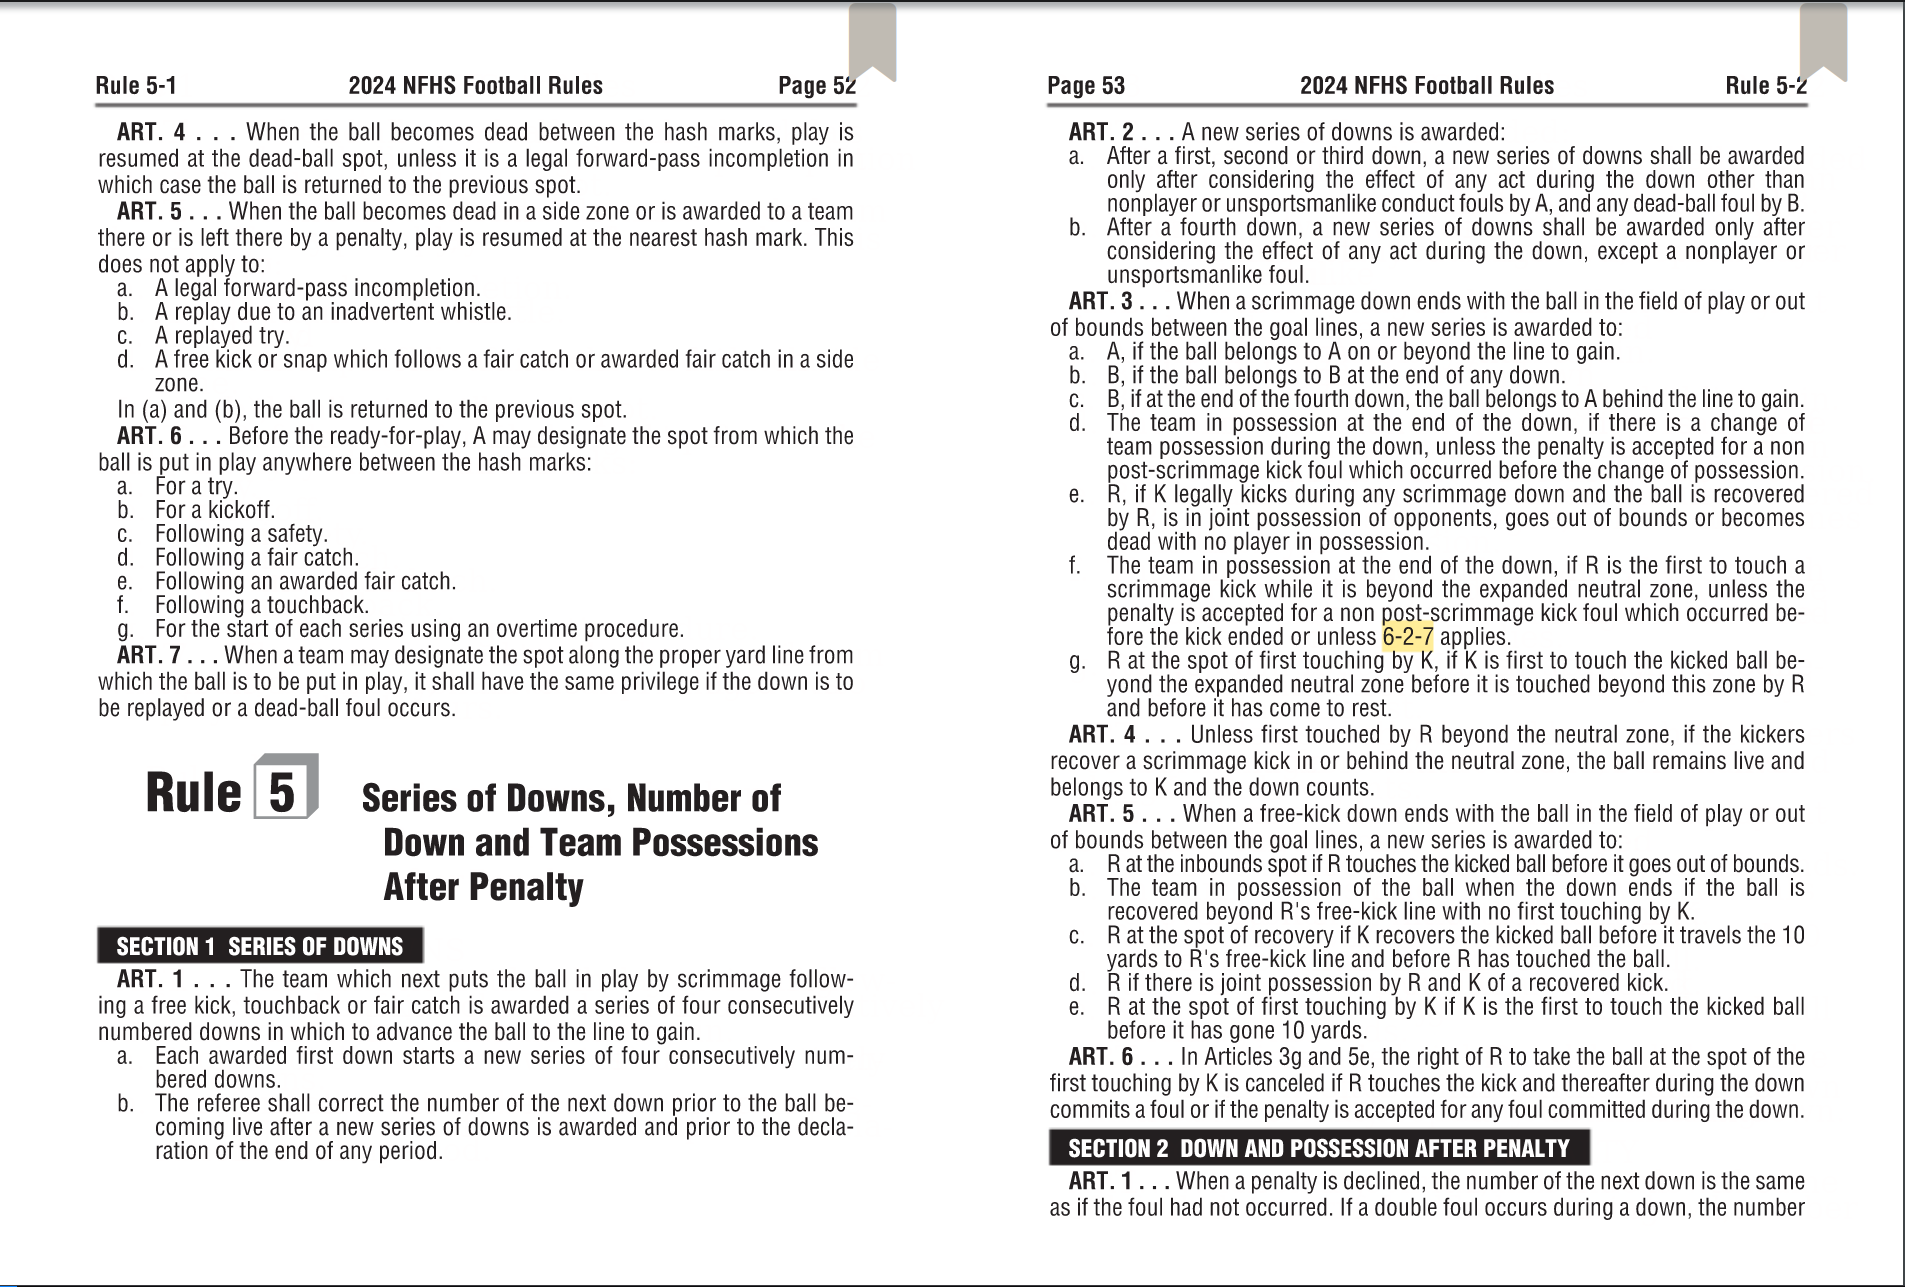 Rule 5-1 2024 NFHS Football Rules Page 52
ART. 4 . . . When the ball becomes dead between the hash marks, play is
resumed at the dead-ball spot, unless it is a legal forward-pass incompletion in
which case the ball is returned to the previous spot.
ART. 5 . . . When the ball becomes dead in a side zone or is awarded to a team
there or is left there by a penalty, play is resumed at the nearest hash mark. This
does not apply to:
a. A legal forward-pass incompletion.
b. A replay due to an inadvertent whistle.
c. A replayed try.
d. A free kick or snap which follows a fair catch or awarded fair catch in a side
zone.
In (a) and (b), the ball is returned to the previous spot.
ART. 6 . . . Before the ready-for-play, A may designate the spot from which the
ball is put in play anywhere between the hash marks:
a. For a try.
b. For a kickoff.
c. Following a safety.
d. Following a fair catch.
e. Following an awarded fair catch.
f. Following a touchback.
g. For the start of each series using an overtime procedure.
ART. 7 . . . When a team may designate the spot along the proper yard line from
which the ball is to be put in play, it shall have the same privilege if the down is to
be replayed or a dead-ball foul occurs.
Rule 5 Series of Downs, Number of
Down and Team Possessions
After Penalty
SECTION 1 SERIES OF DOWNS
ART. 1 . . . The team which next puts the ball in play by scrimmage follow-
ing a free kick, touchback or fair catch is awarded a series of four consecutively
numbered downs in which to advance the ball to the line to gain.
a. Each awarded first down starts a new series of four consecutively num-
bered downs.
b. The referee shall correct the number of the next down prior to the ball be-
coming live after a new series of downs is awarded and prior to the decla-
ration of the end of any period.
Page 53 2024 NFHS Football Rules Rule 5-2
ART. 2 . . . A new series of downs is awarded:
a. After a first, second or third down, a new series of downs shall be awarded
only after considering the effect of any act during the down other than
nonplayer or unsportsmanlike conduct fouls by A, and any dead-ball foul by B.
b. After a fourth down, a new series of downs shall be awarded only after
considering the effect of any act during the down, except a nonplayer or
unsportsmanlike foul.
ART. 3 . . . When a scrimmage down ends with the ball in the field of play or out
of bounds between the goal lines, a new series is awarded to:
a. A, if the ball belongs to A on or beyond the line to gain.
b. B, if the ball belongs to B at the end of any down.
c. B, if at the end of the fourth down, the ball belongs to A behind the line to gain.
d. The team in possession at the end of the down, if there is a change of
team possession during the down, unless the penalty is accepted for a non
post-scrimmage kick foul which occurred before the change of possession.
e. R, if K legally kicks during any scrimmage down and the ball is recovered
by R, is in joint possession of opponents, goes out of bounds or becomes
dead with no player in possession.
f. The team in possession at the end of the down, if R is the first to touch a
scrimmage kick while it is beyond the expanded neutral zone, unless the
penalty is accepted for a non post-scrimmage kick foul which occurred be-
fore the kick ended or unless 6-2-7 applies.
g. R at the spot of first touching by K, if K is first to touch the kicked ball be-
yond the expanded neutral zone before it is touched beyond this zone by R
and before it has come to rest.
ART. 4 . . . Unless first touched by R beyond the neutral zone, if the kickers
recover a scrimmage kick in or behind the neutral zone, the ball remains live and
belongs to K and the down counts.
ART. 5 . . . When a free-kick down ends with the ball in the field of play or out
of bounds between the goal lines, a new series is awarded to:
a. R at the inbounds spot if R touches the kicked ball before it goes out of bounds.
b. The team in possession of the ball when the down ends if the ball is
recovered beyond R's free-kick line with no first touching by K.
c. R at the spot of recovery if K recovers the kicked ball before it travels the 10
yards to R's free-kick line and before R has touched the ball.
d. R if there is joint possession by R and K of a recovered kick.
e. R at the spot of first touching by K if K is the first to touch the kicked ball
before it has gone 10 yards.
ART. 6 . . . In Articles 3g and 5e, the right of R to take the ball at the spot of the
first touching by K is canceled if R touches the kick and thereafter during the down
commits a foul or if the penalty is accepted for any foul committed during the down.
SECTION 2 DOWN AND POSSESSION AFTER PENALTY
ART. 1 . . . When a penalty is declined, the number of the next down is the same
as if the foul had not occurred. If a double foul occurs during a down, the number